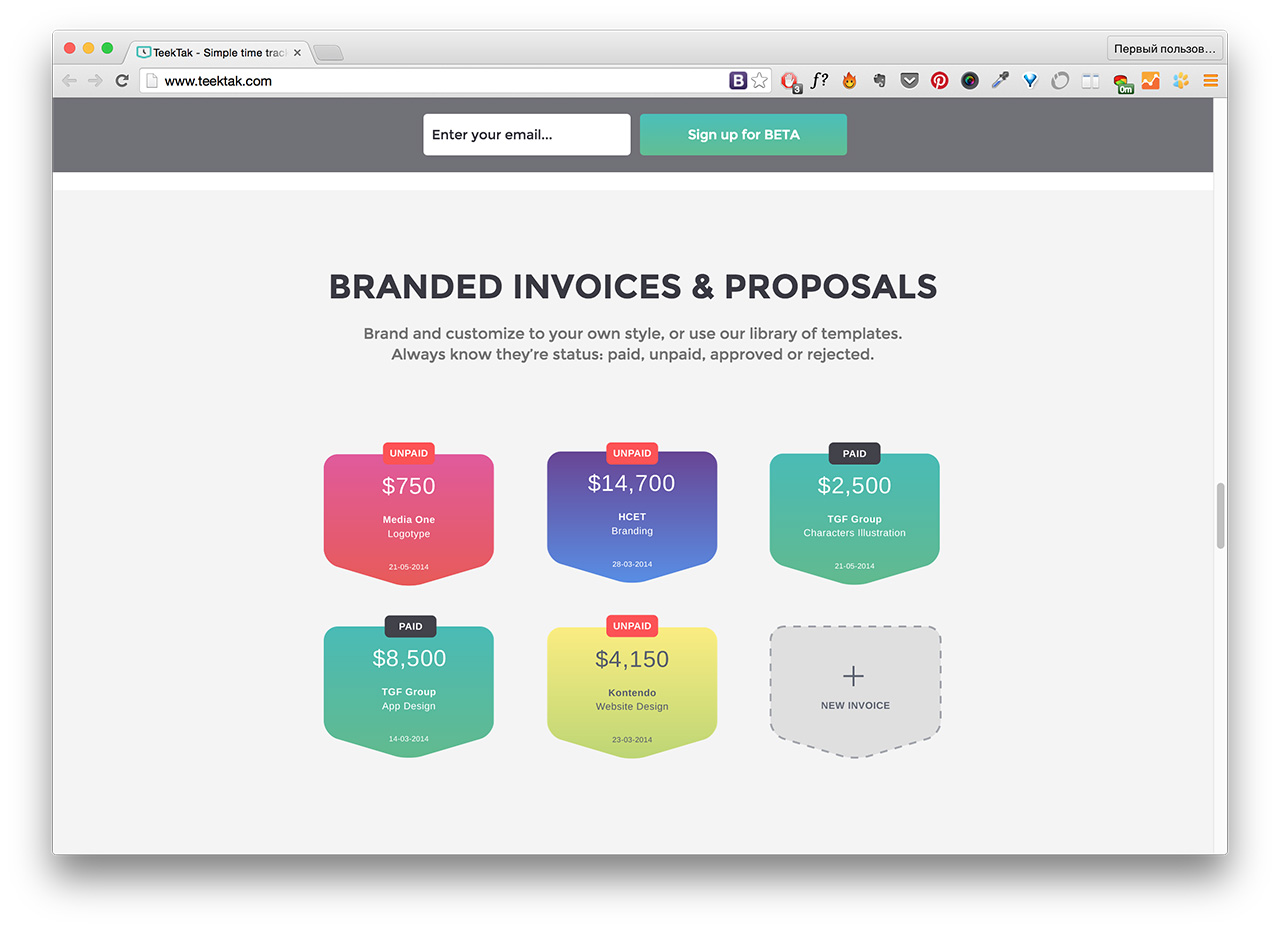 TeekTak - Simple time trac
Первый пользов...
www.teektak.com
B
3
f?
0m
Enter your email...
Sign up for BETA
BRANDED INVOICES & PROPOSALS
Brand and customize to your own style, or use our library of templates.
Always know they're status: paid, unpaid, approved or rejected.
UNPAID
$750
Media One
Logotype
21-05-2014
UNPAID
$14,700
HCET
Branding
28-03-2014
PAID
$2,500
TGF Group
Characters Illustration
21-05-2014
PAID
$8,500
TGF Group
App Design
14-03-2014
UNPAID
$4,150
Kontendo
Website Design
23-03-2014
NEW INVOICE